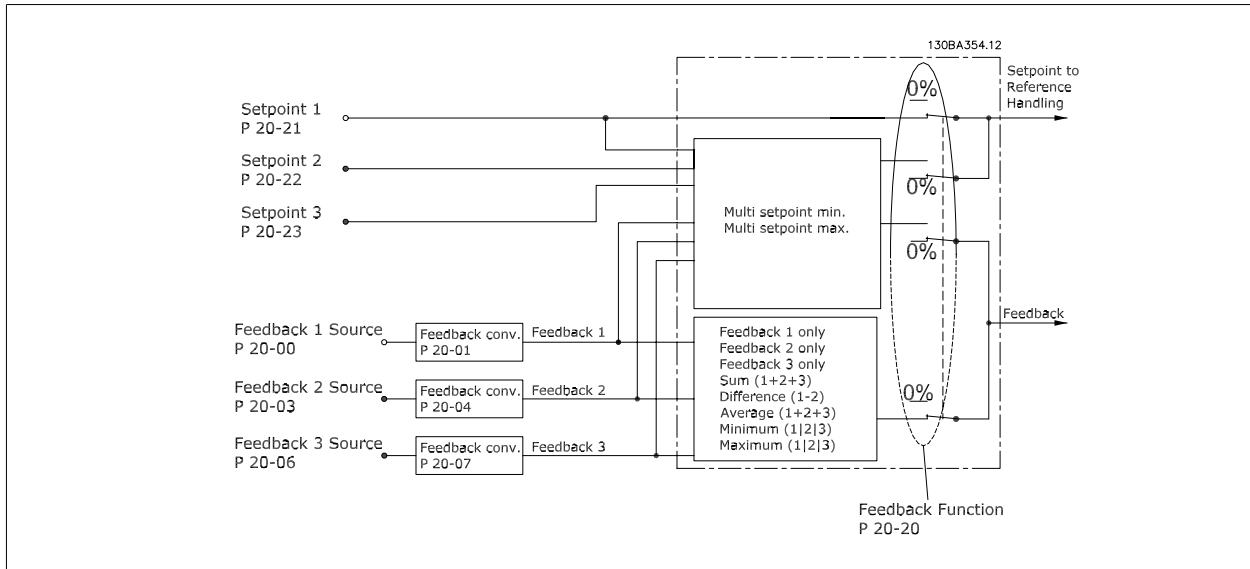 130BA354.12
Setpoint to
Reference
Handling
0%
Setpoint 1
P 20-21
Setpoint 2
P 20-22
0%
Setpoint 3
P 20-23
Multi setpoint min.
Multi setpoint max.
0%
Feedback
Feedback 1 Source
P 20-00
Feedback conv.
P 20-01
Feedback 1
Feedback 1 only
Feedback 2 only
Feedback 3 only
Sum (1+2+3)
Difference (1-2)
Average (1+2+3)
Minimum (1|2|3)
Maximum (1|2|3)
0%
Feedback 2 Source
P 20-03
Feedback conv.
P 20-04
Feedback 2
Feedback 3 Source
P 20-06
Feedback conv.
P 20-07
Feedback 3
Feedback Function
P 20-20